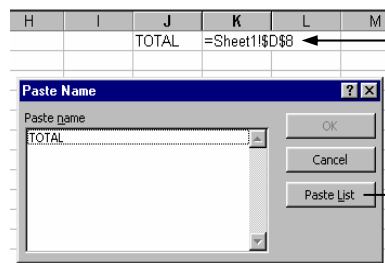 H I J K L M
TOTAL =Sheet1!$D$8
Paste Name
? ×
Paste name
TOTAL
OK
Cancel
Paste List